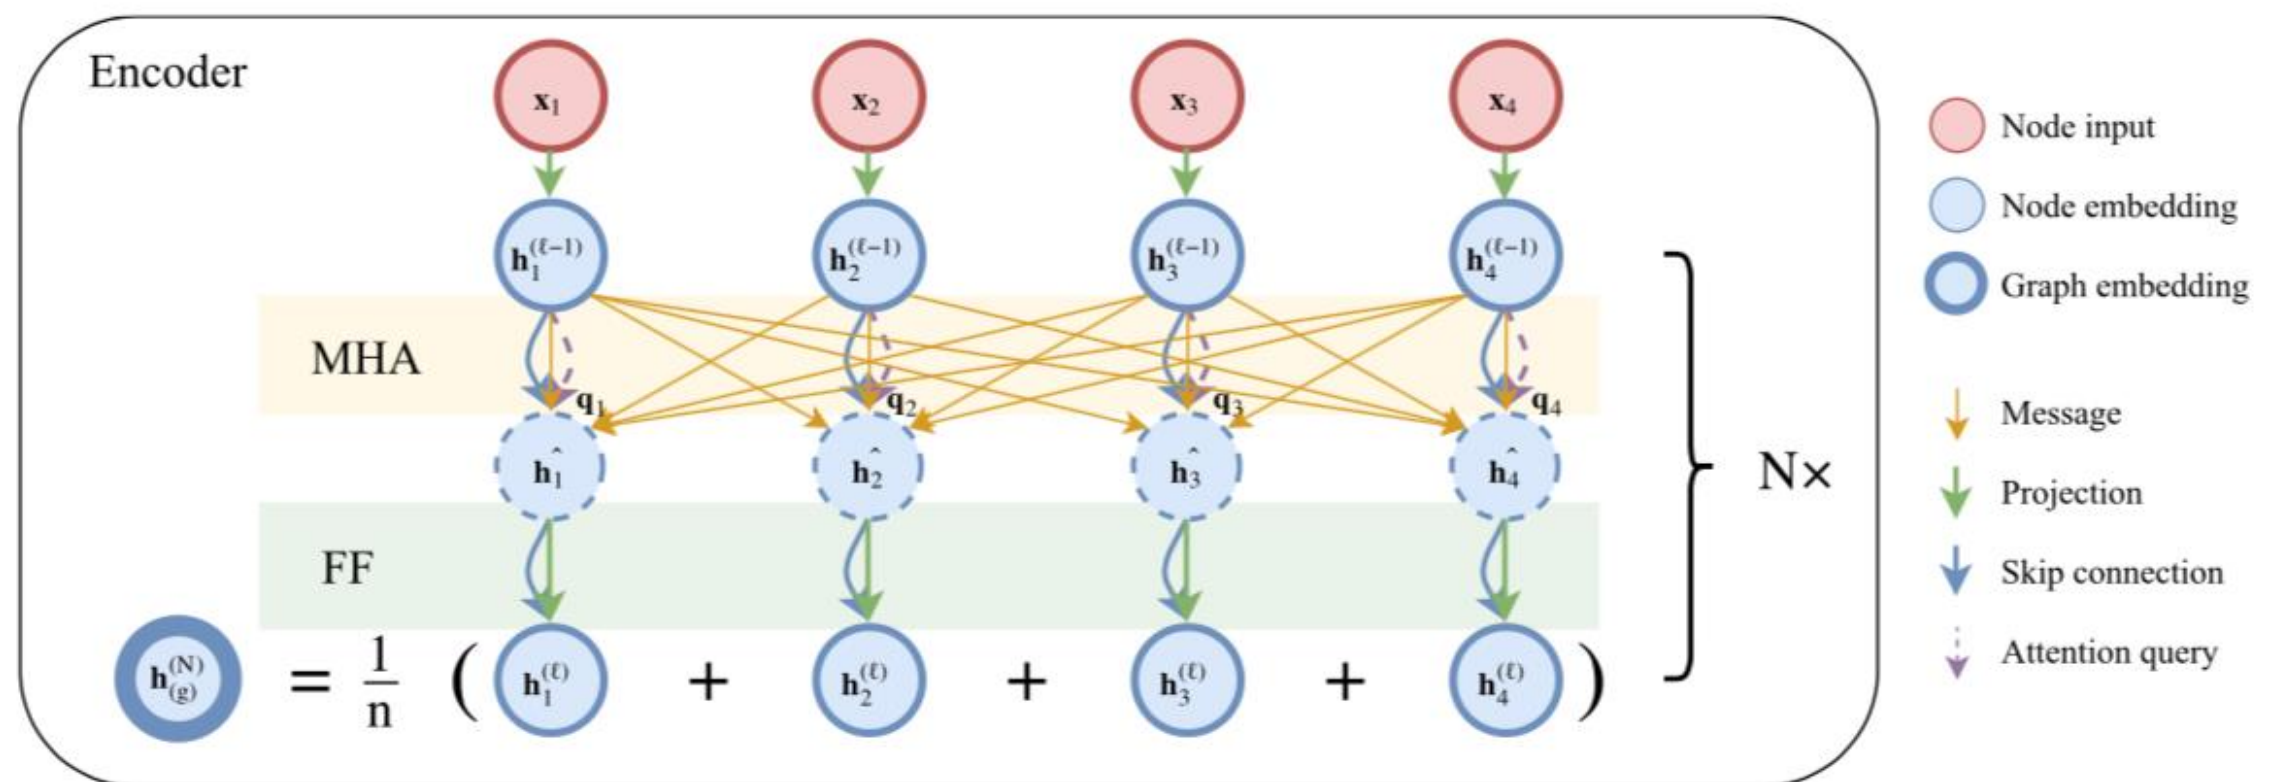 Encoder
x₁ x₂ x₃ x₄
h₁^(ℓ−1) h₂^(ℓ−1) h₃^(ℓ−1) h₄^(ℓ−1)
MHA
q₁ q₂ q₃ q₄
ĥ₁ ĥ₂ ĥ₃ ĥ₄
N×
FF
h_(g)^(N) = 1/n ( h₁^(ℓ) + h₂^(ℓ) + h₃^(ℓ) + h₄^(ℓ) )
Node input
Node embedding
Graph embedding
Message
Projection
Skip connection
Attention query